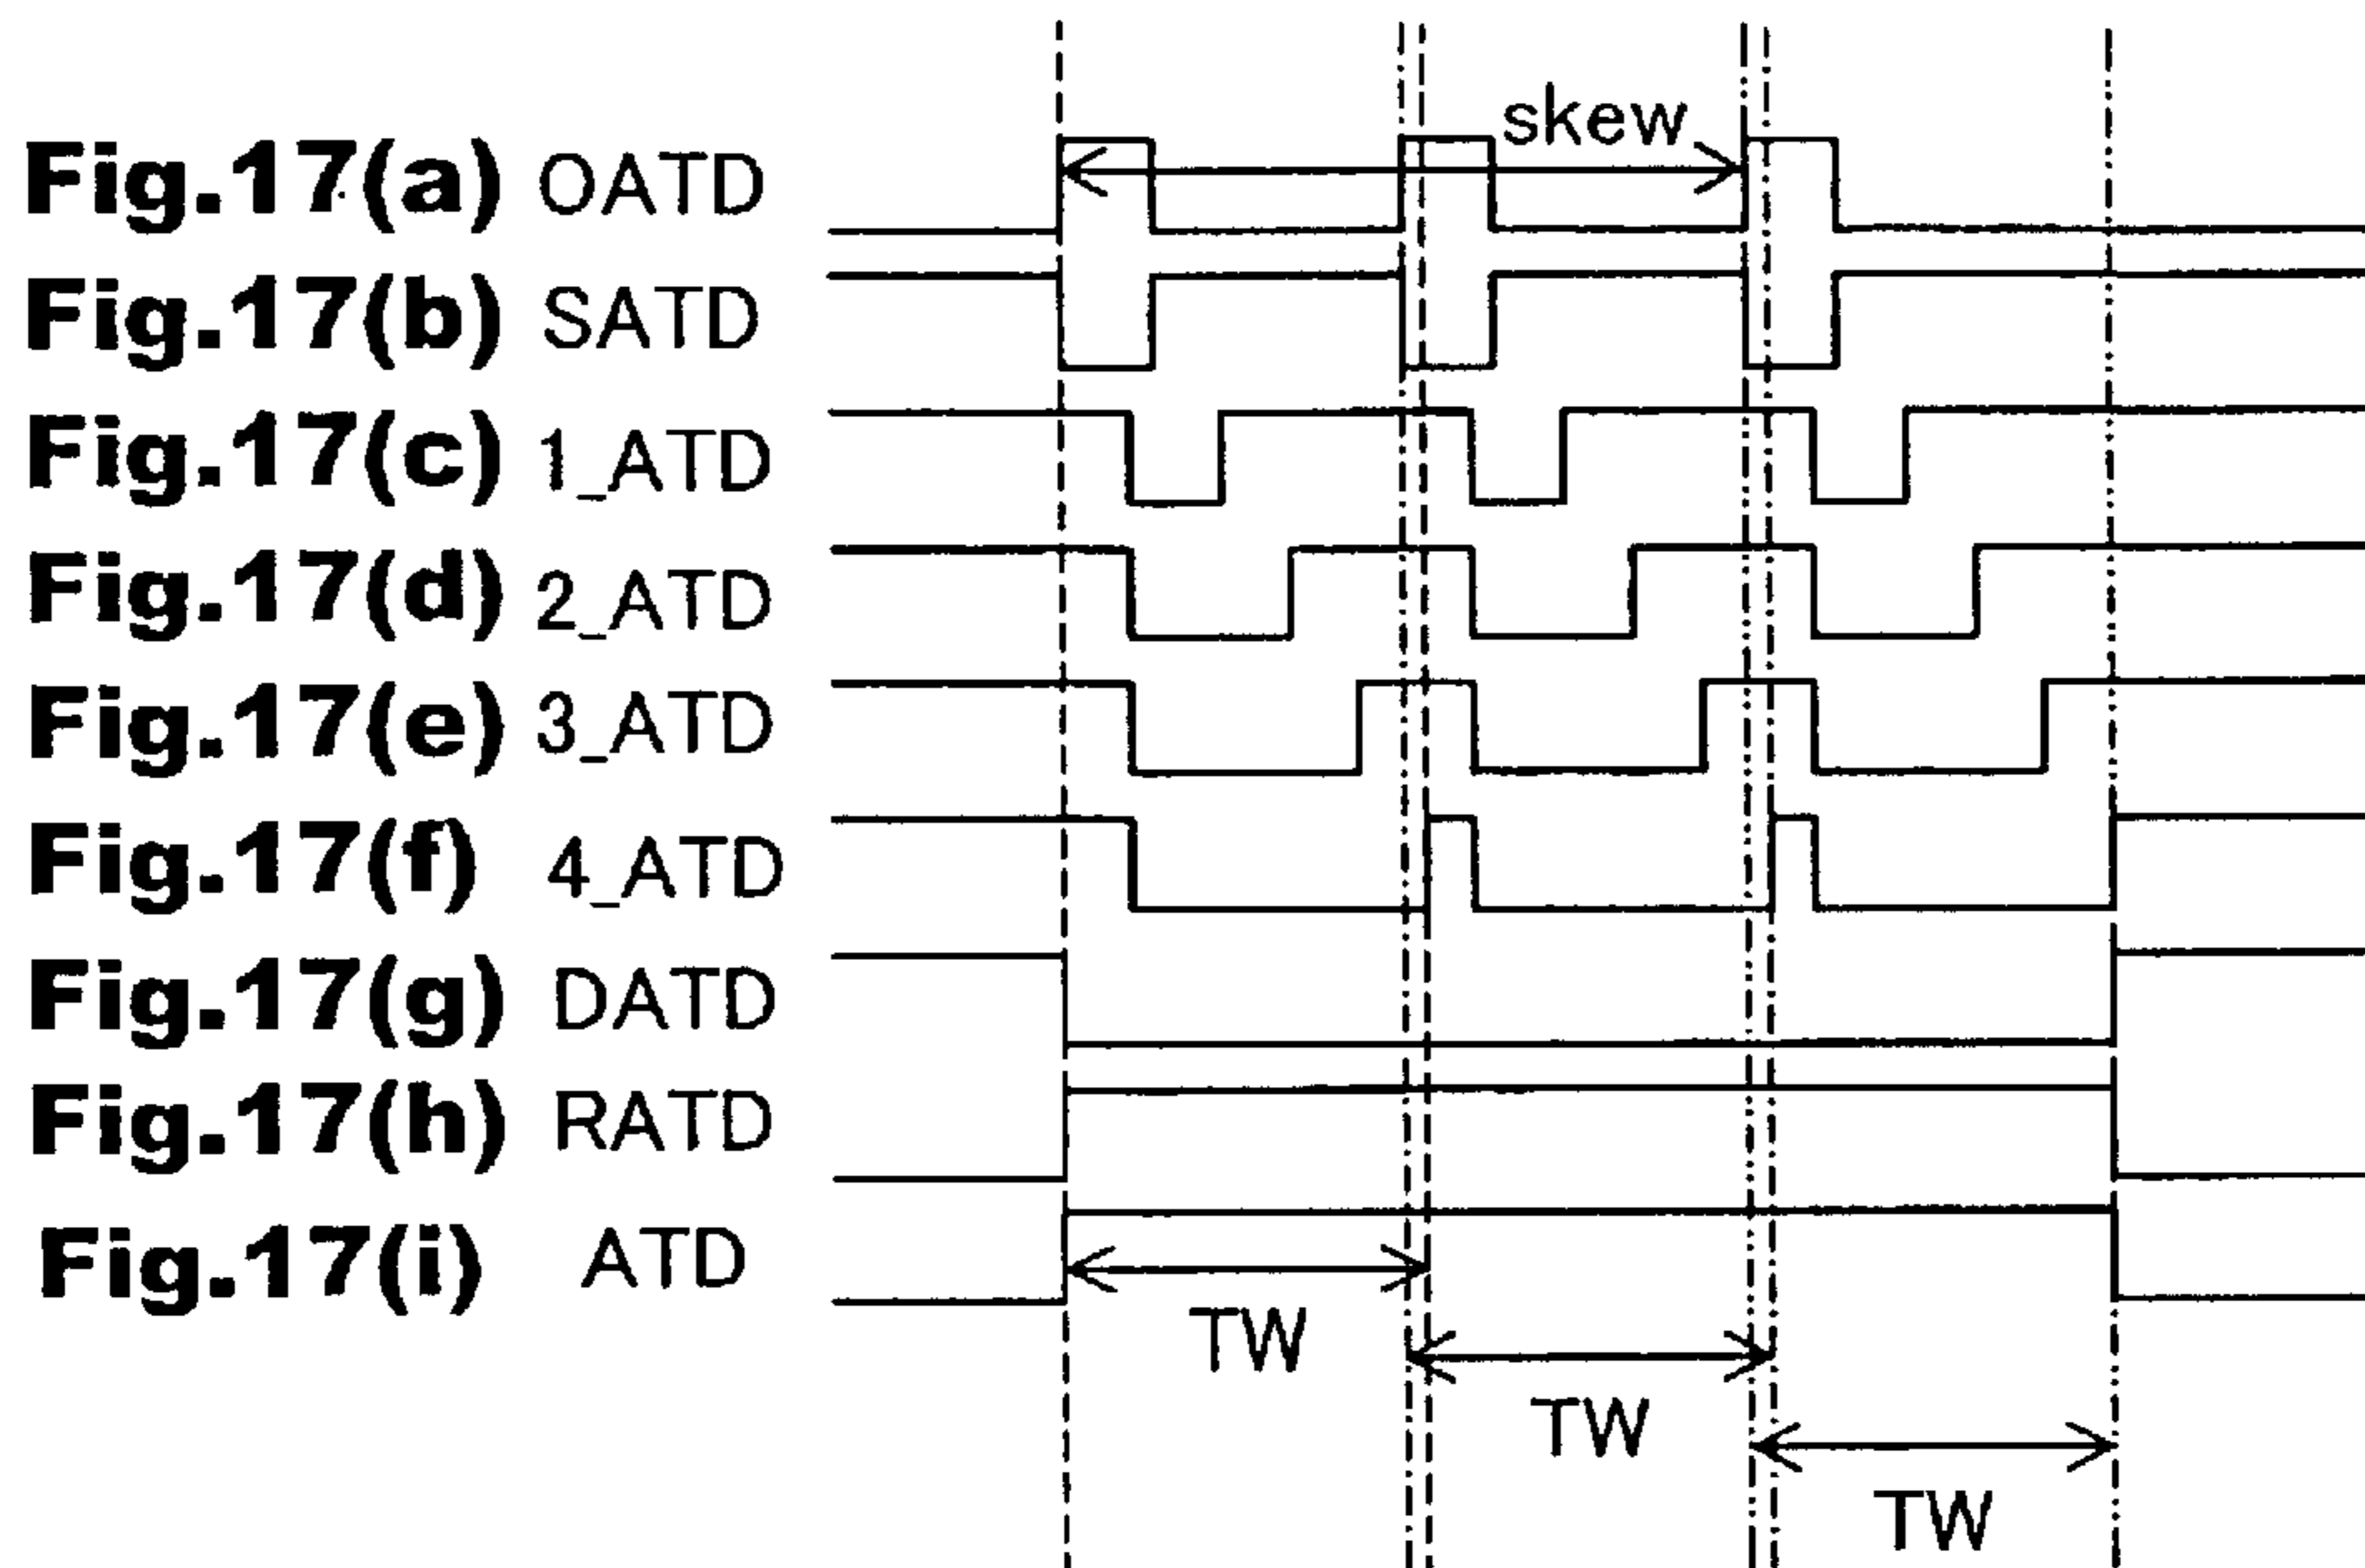 skew
Fig.17(a) OATD
Fig.17(b) SATD
Fig.17(c) 1_ATD
Fig.17(d) 2_ATD
Fig.17(e) 3_ATD
Fig.17(f) 4_ATD
Fig.17(g) DATD
Fig.17(h) RATD
Fig.17(i) ATD
TW
TW
TW